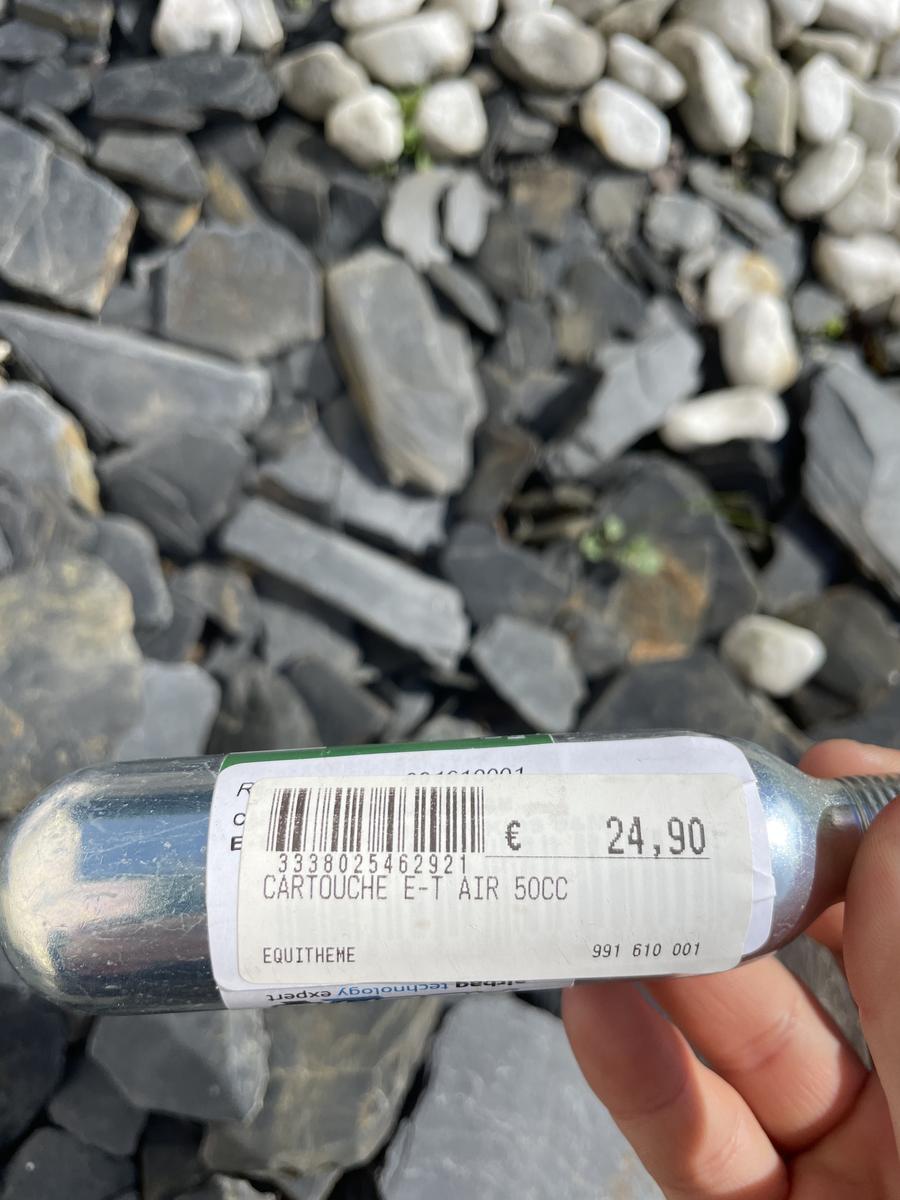 € 24,90
3338025462921
CARTOUCHE E-T AIR 50CC
EQUITHEME 991 610 001
airbag technology expert